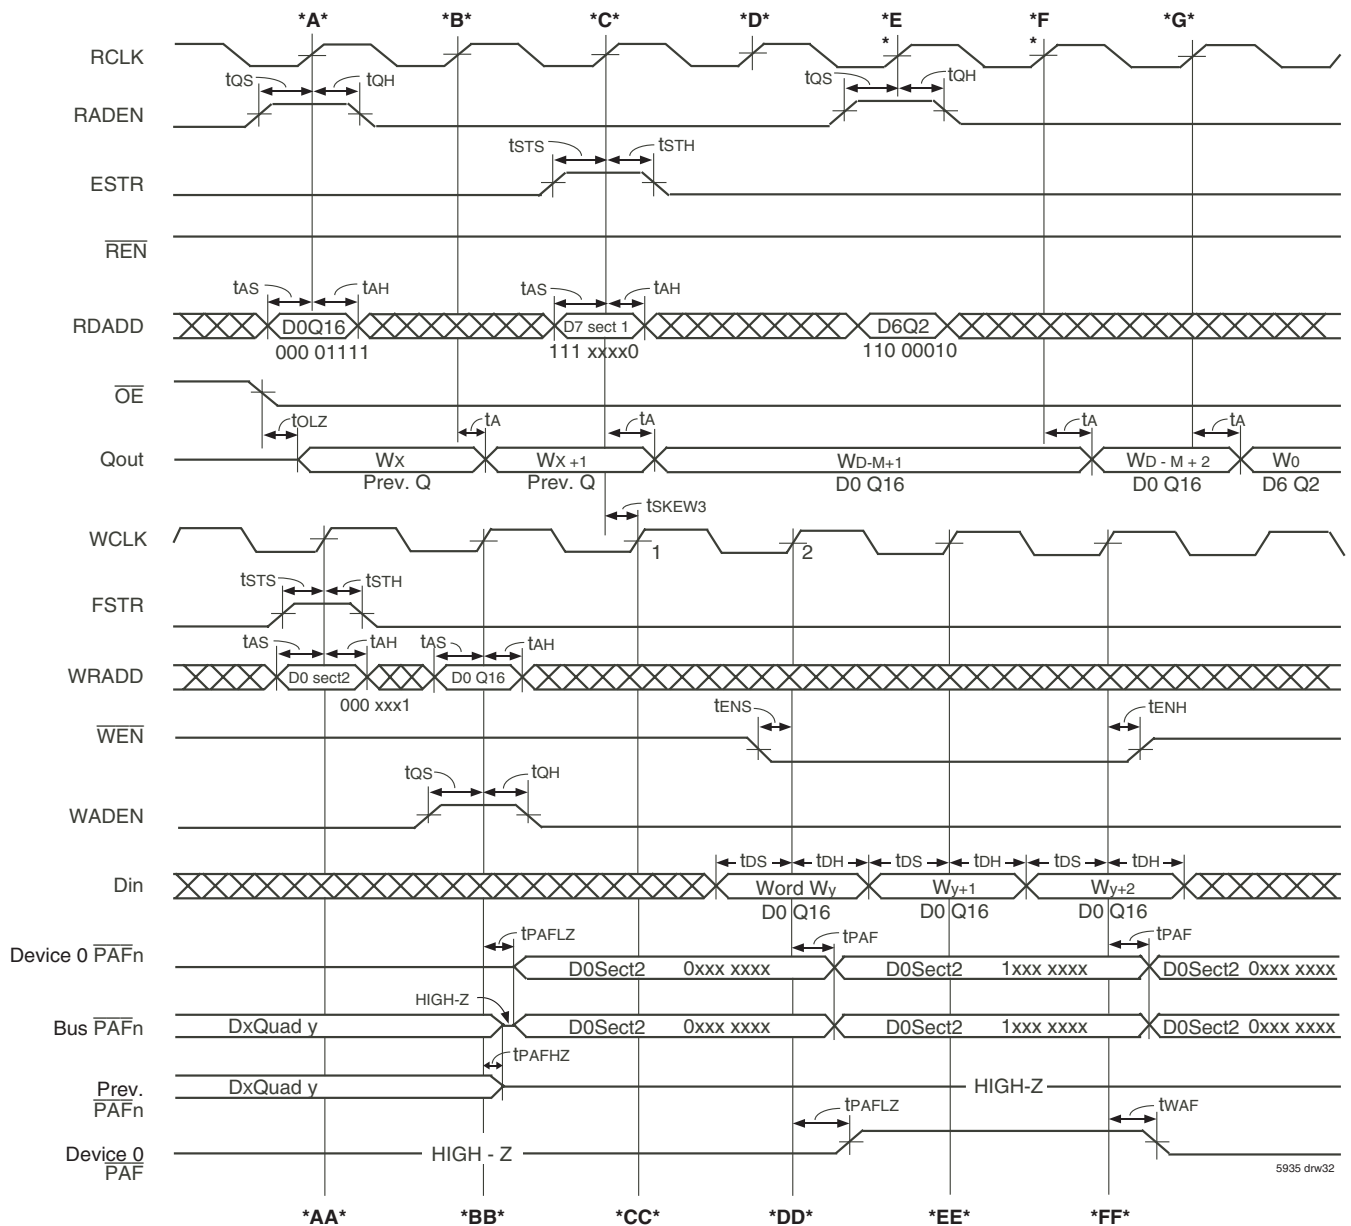 *A* *B* *C* *D* *E *F *G*
* *
RCLK
tQS tQH tQS tQH
RADEN
tSTS tSTH
ESTR
REN
tAS tAH tAS tAH
RDADD D0Q16 D7 sect 1 D6Q2
000 01111 111 xxxx0 110 00010
OE
tOLZ tA tA tA tA
Qout WX WX +1 WD-M+1 WD - M + 2 W0
Prev. Q Prev. Q D0 Q16 D0 Q16 D6 Q2
tSKEW3
WCLK 1 2
tSTS tSTH
FSTR
tAS tAH tAS tAH
WRADD D0 sect2 D0 Q16
000 xxx1
tENS tENH
WEN
tQS tQH
WADEN
tDS tDH tDS tDH tDS tDH
Din Word Wy Wy+1 Wy+2
D0 Q16 D0 Q16 D0 Q16
tPAFLZ tPAF tPAF
Device 0 PAFn D0Sect2 0xxx xxxx D0Sect2 1xxx xxxx D0Sect2 0xxx xxxx
HIGH-Z
Bus PAFn DxQuad y D0Sect2 0xxx xxxx D0Sect2 1xxx xxxx D0Sect2 0xxx xxxx
tPAFHZ
Prev. DxQuad y HIGH-Z
PAFn
tPAFLZ tWAF
Device 0 HIGH - Z
PAF
5935 drw32
*AA* *BB* *CC* *DD* *EE* *FF*